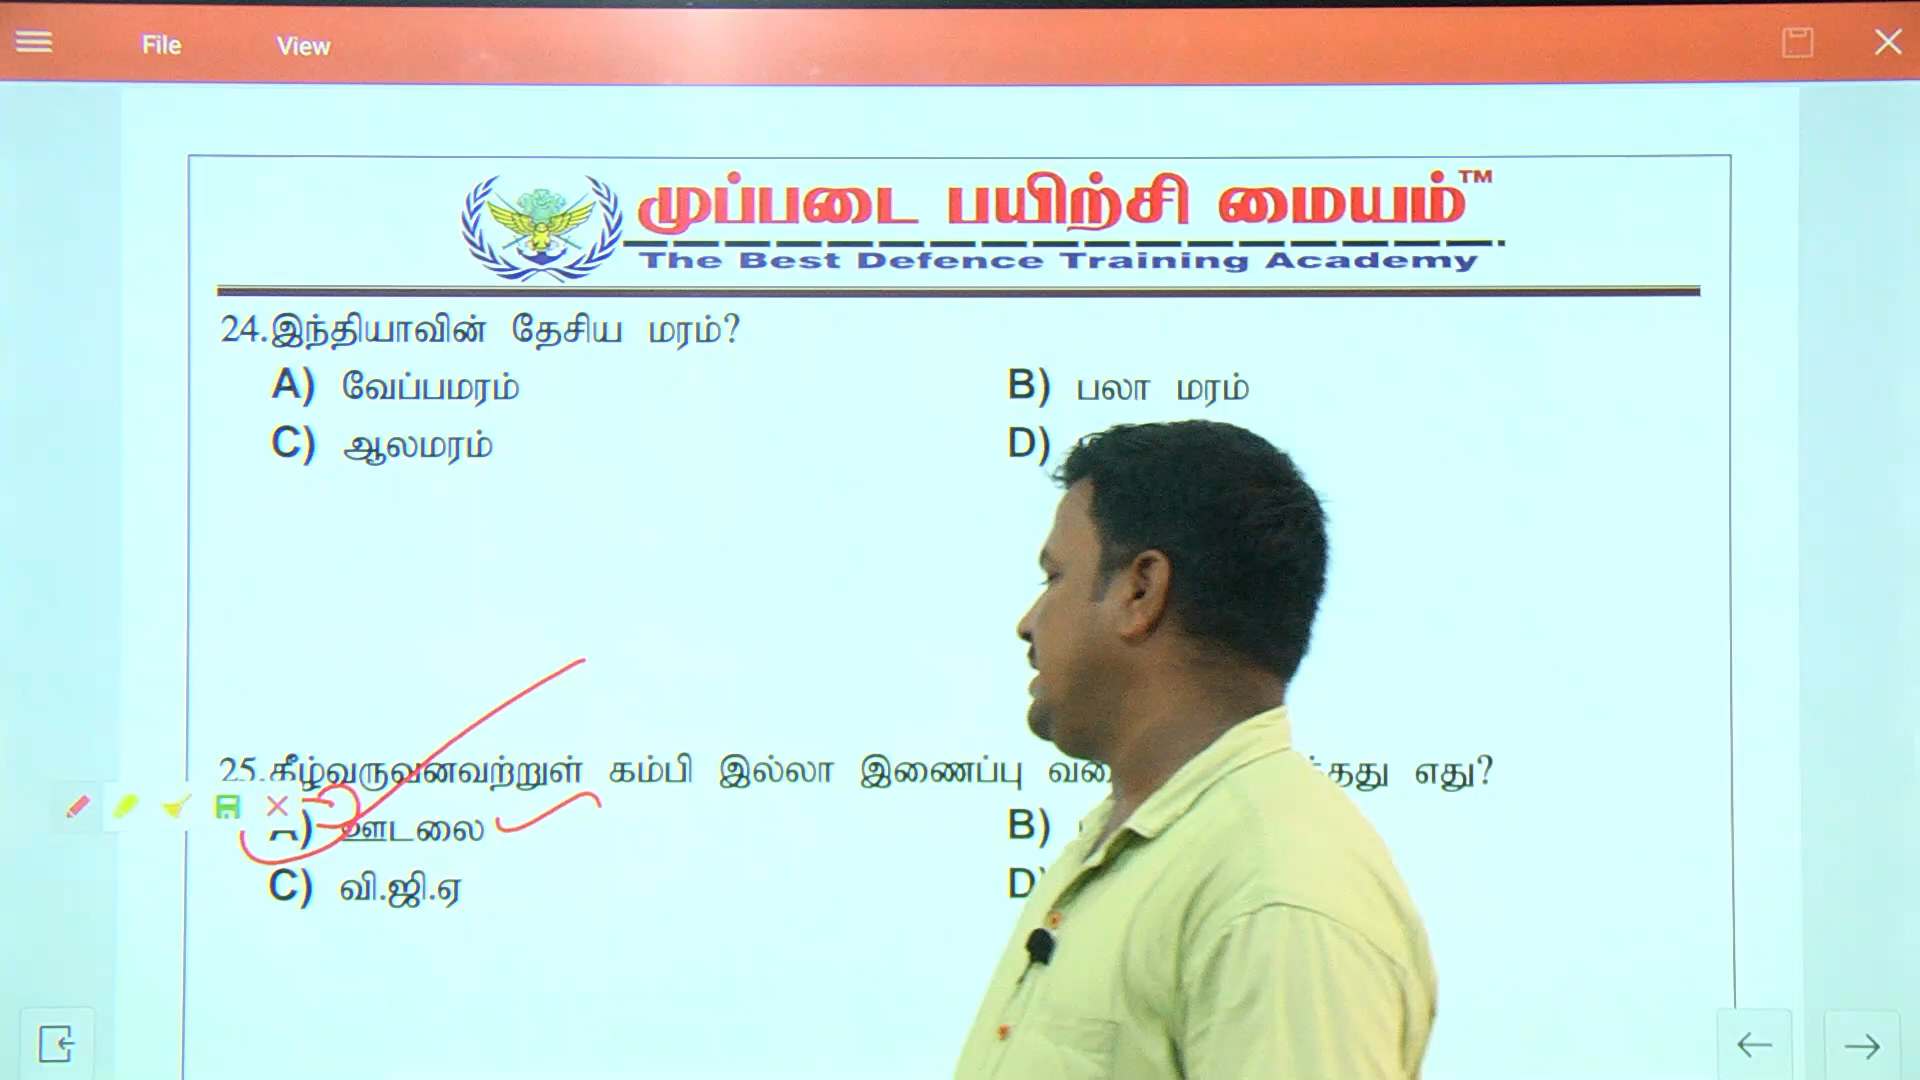 File View
முப்படை பயிற்சி மையம்™
The Best Defence Training Academy
24.இந்தியாவின் தேசிய மரம்?
A) வேப்பமரம் B) பலா மரம்
C) ஆலமரம் D)
25.கீழ்வருவனவற்றுள் கம்பி இல்லா இணைப்பு எது?
A) ஊடலை B)
C) வி.ஜி.ஏ D)